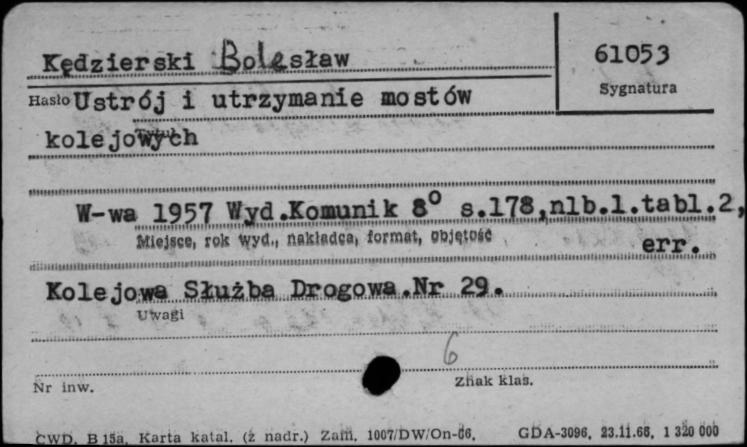 Kędzierski Bolesław
61053
Sygnatura
Hasło Ustrój i utrzymanie mostów
Tytuł
kolejowych
W-wa 1957 Wyd.Komunik 8° s.178,nlb.1.tabl.2,
Miejsce, rok wyd., nakładca, format, objętość
err.
Kolejowa Służba Drogowa.Nr 29.
Uwagi
6
Nr inw.
Znak klas.
CWD. B 15a. Karta katal. (z nadr.) Zam. 1007/DW/On-66. GDA-3096, 23.11.66, 1 320 000